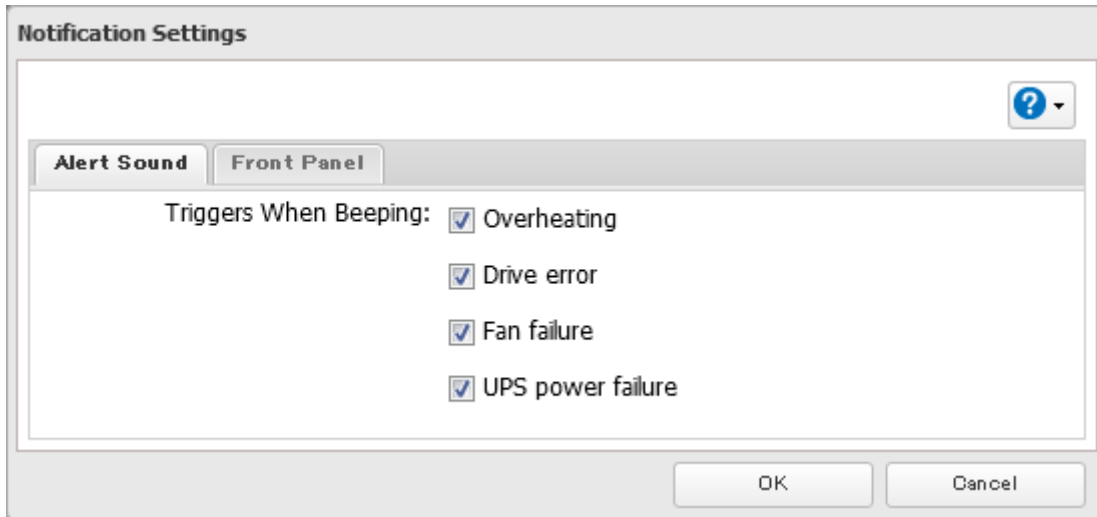 Notification Settings
?
Alert Sound Front Panel
Triggers When Beeping: Overheating
Drive error
Fan failure
UPS power failure
OK Cancel